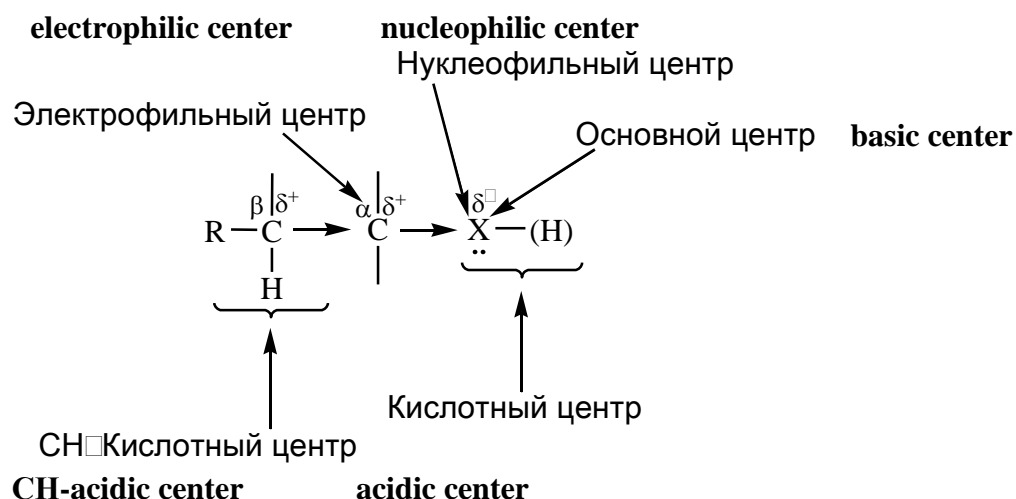 electrophilic center nucleophilic center
Нуклеофильный центр
Электрофильный центр
Основной центр basic center
β δ⁺ α δ⁺ δ□
R C C X (H)
H
Кислотный центр
CH□Кислотный центр
CH-acidic center acidic center